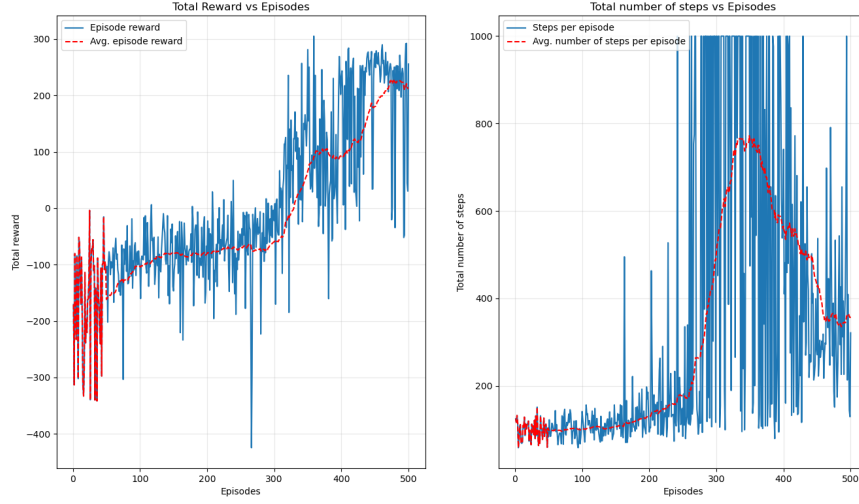 Total Reward vs Episodes
Episode reward
Avg. episode reward
300
200
100
0
−100
−200
−300
−400
Total reward
0
100
200
300
400
500
Episodes
Total number of steps vs Episodes
Steps per episode
Avg. number of steps per episode
1000
800
600
400
200
Total number of steps
0
100
200
300
400
500
Episodes